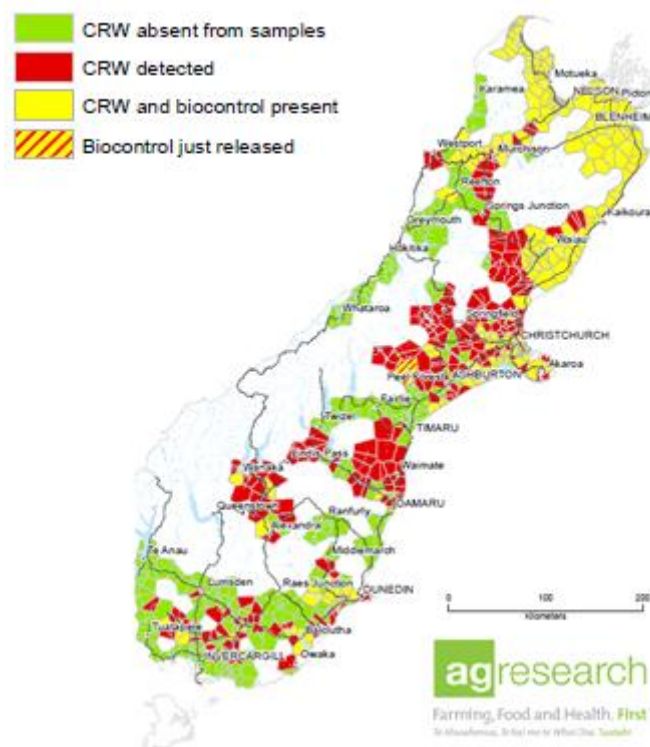 CRW absent from samples
CRW detected
CRW and biocontrol present
Biocontrol just released
Motueka
Karamea
NELSON
Picton
BLENHEIM
Westport
Murchison
Reefton
Springs Junction
Kaikoura
Greymouth
Waiau
Hokitika
Whataroa
Springfield
CHRISTCHURCH
Akaroa
Peel Forest
ASHBURTON
Fairlie
Twizel
TIMARU
Lindis Pass
Waimate
Wanaka
Queenstown
OAMARU
Ranfurly
Alexandra
Te Anau
Middlemarch
Lumsden
Raes Junction
DUNEDIN
Tuatapere
Balclutha
INVERCARGILL
Owaka
0 100 200
Kilometers
agresearch
Farming, Food and Health. First